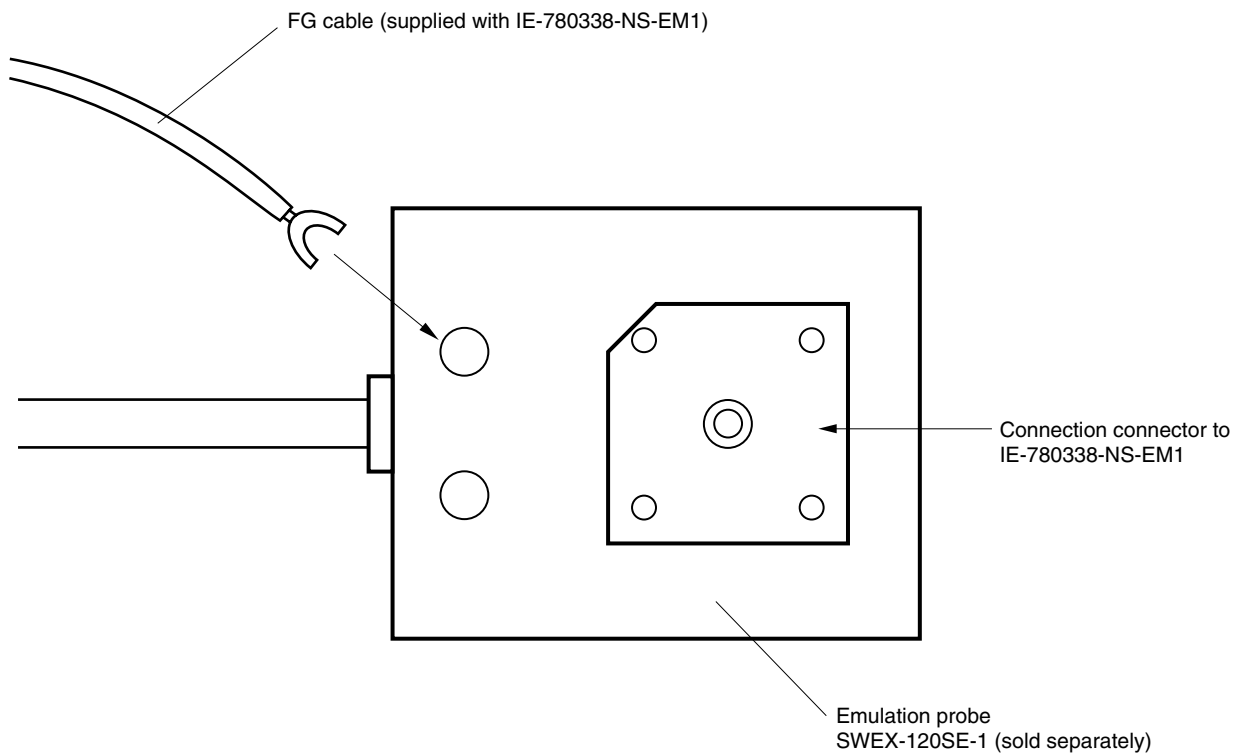 FG cable (supplied with IE-780338-NS-EM1)
Connection connector to
IE-780338-NS-EM1
Emulation probe
SWEX-120SE-1 (sold separately)